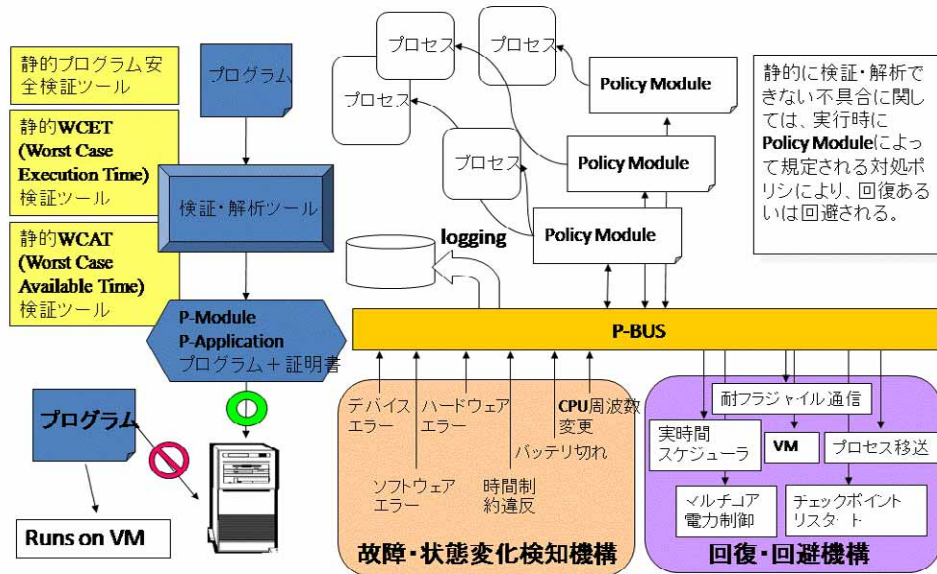 静的プログラム安
全検証ツール
静的WCET
(Worst Case
Execution Time)
検証ツール
静的WCAT
(Worst Case
Available Time)
検証ツール
プログラム
検証・解析ツール
P-Module
P-Application
プログラム＋証明書
プログラム
Runs on VM
プロセス
プロセス
プロセス
プロセス
Policy Module
Policy Module
Policy Module
logging
静的に検証・解析で
きない不具合に関し
ては、実行時に
Policy Moduleによっ
て規定される対処ポ
リシにより、回復ある
いは回避される。
P-BUS
デバイス
エラー
ハードウェア
エラー
CPU周波数
変更
バッテリ切れ
ソフトウェア
エラー
時間制
約違反
故障・状態変化検知機構
耐フラジャイル通信
実時間
スケジューラ
VM
プロセス移送
マルチコア
電力制御
チェックポイント
リスタート
回復・回避機構